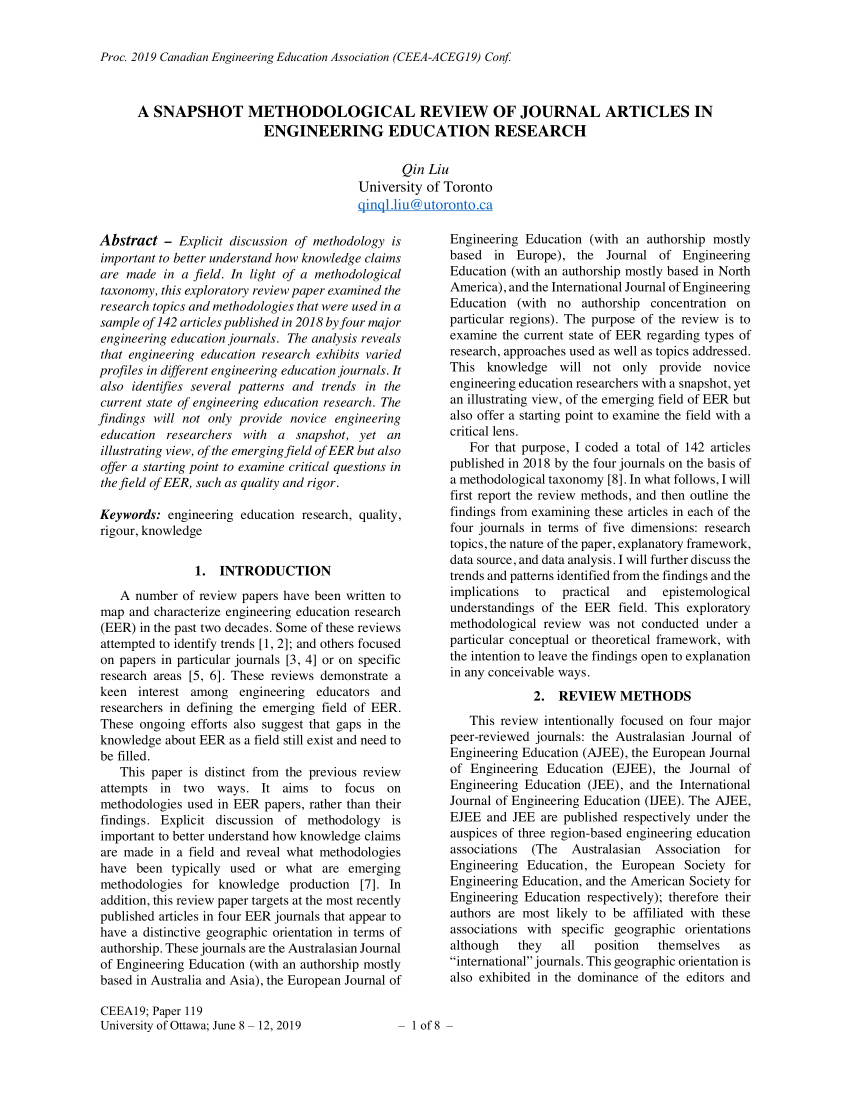 Proc. 2019 Canadian Engineering Education Association (CEEA-ACEG19) Conf.
A SNAPSHOT METHODOLOGICAL REVIEW OF JOURNAL ARTICLES IN
ENGINEERING EDUCATION RESEARCH
Qin Liu
University of Toronto
qinql.liu@utoronto.ca
Abstract – Explicit discussion of methodology is
important to better understand how knowledge claims
are made in a field. In light of a methodological
taxonomy, this exploratory review paper examined the
research topics and methodologies that were used in a
sample of 142 articles published in 2018 by four major
engineering education journals. The analysis reveals
that engineering education research exhibits varied
profiles in different engineering education journals. It
also identifies several patterns and trends in the
current state of engineering education research. The
findings will not only provide novice engineering
education researchers with a snapshot, yet an
illustrating view, of the emerging field of EER but also
offer a starting point to examine critical questions in
the field of EER, such as quality and rigor.
Keywords: engineering education research, quality,
rigour, knowledge
1. INTRODUCTION
A number of review papers have been written to
map and characterize engineering education research
(EER) in the past two decades. Some of these reviews
attempted to identify trends [1, 2]; and others focused
on papers in particular journals [3, 4] or on specific
research areas [5, 6]. These reviews demonstrate a
keen interest among engineering educators and
researchers in defining the emerging field of EER.
These ongoing efforts also suggest that gaps in the
knowledge about EER as a field still exist and need to
be filled.
This paper is distinct from the previous review
attempts in two ways. It aims to focus on
methodologies used in EER papers, rather than their
findings. Explicit discussion of methodology is
important to better understand how knowledge claims
are made in a field and reveal what methodologies
have been typically used or what are emerging
methodologies for knowledge production [7]. In
addition, this review paper targets at the most recently
published articles in four EER journals that appear to
have a distinctive geographic orientation in terms of
authorship. These journals are the Australasian Journal
of Engineering Education (with an authorship mostly
based in Australia and Asia), the European Journal of
Engineering Education (with an authorship mostly
based in Europe), the Journal of Engineering
Education (with an authorship mostly based in North
America), and the International Journal of Engineering
Education (with no authorship concentration on
particular regions). The purpose of the review is to
examine the current state of EER regarding types of
research, approaches used as well as topics addressed.
This knowledge will not only provide novice
engineering education researchers with a snapshot, yet
an illustrating view, of the emerging field of EER but
also offer a starting point to examine the field with a
critical lens.
For that purpose, I coded a total of 142 articles
published in 2018 by the four journals on the basis of
a methodological taxonomy [8]. In what follows, I will
first report the review methods, and then outline the
findings from examining these articles in each of the
four journals in terms of five dimensions: research
topics, the nature of the paper, explanatory framework,
data source, and data analysis. I will further discuss the
trends and patterns identified from the findings and the
implications to practical and epistemological
understandings of the EER field. This exploratory
methodological review was not conducted under a
particular conceptual or theoretical framework, with
the intention to leave the findings open to explanation
in any conceivable ways.
2. REVIEW METHODS
This review intentionally focused on four major
peer-reviewed journals: the Australasian Journal of
Engineering Education (AJEE), the European Journal
of Engineering Education (EJEE), the Journal of
Engineering Education (JEE), and the International
Journal of Engineering Education (IJEE). The AJEE,
EJEE and JEE are published respectively under the
auspices of three region-based engineering education
associations (The Australasian Association for
Engineering Education, the European Society for
Engineering Education, and the American Society for
Engineering Education respectively); therefore their
authors are most likely to be affiliated with these
associations with specific geographic orientations
although they all position themselves as
“international” journals. This geographic orientation is
also exhibited in the dominance of the editors and
CEEA19; Paper 119
University of Ottawa; June 8 – 12, 2019
– 1 of 8 –